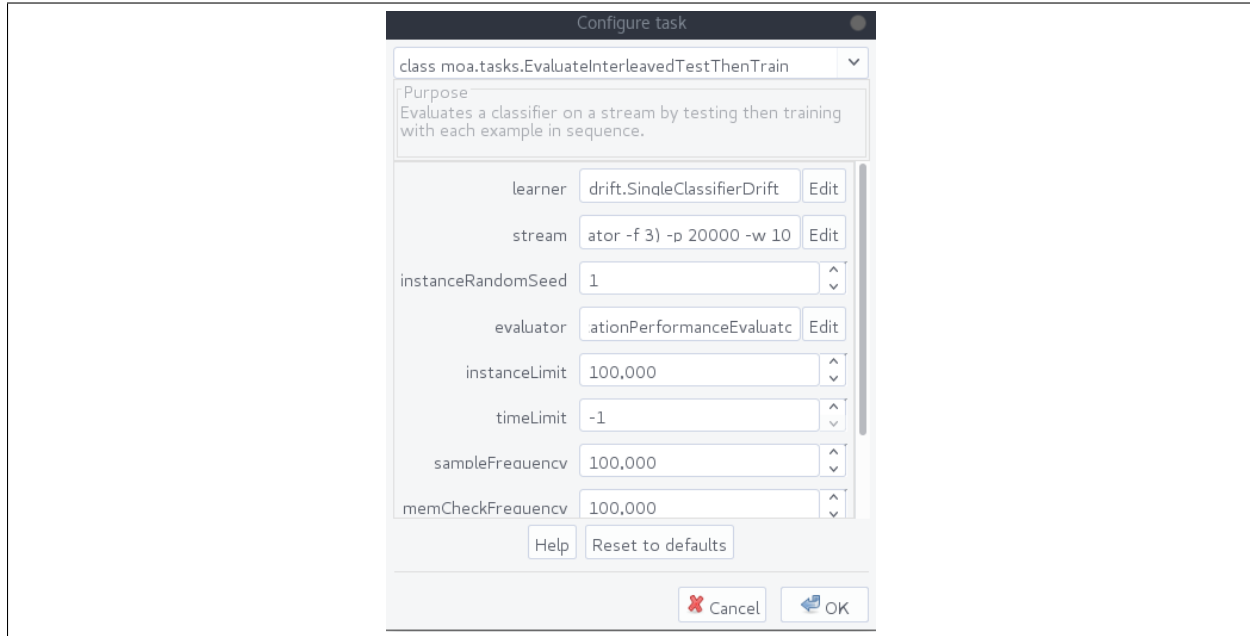 Configure task
class moa.tasks.EvaluateInterleavedTestThenTrain
Purpose
Evaluates a classifier on a stream by testing then training
with each example in sequence.
learner drift.SingleClassifierDrift Edit
stream ator -f 3) -p 20000 -w 10 Edit
instanceRandomSeed 1
evaluator ationPerformanceEvaluatc Edit
instanceLimit 100,000
timeLimit -1
sampleFrequency 100,000
memCheckFrequency 100,000
Help Reset to defaults
Cancel OK